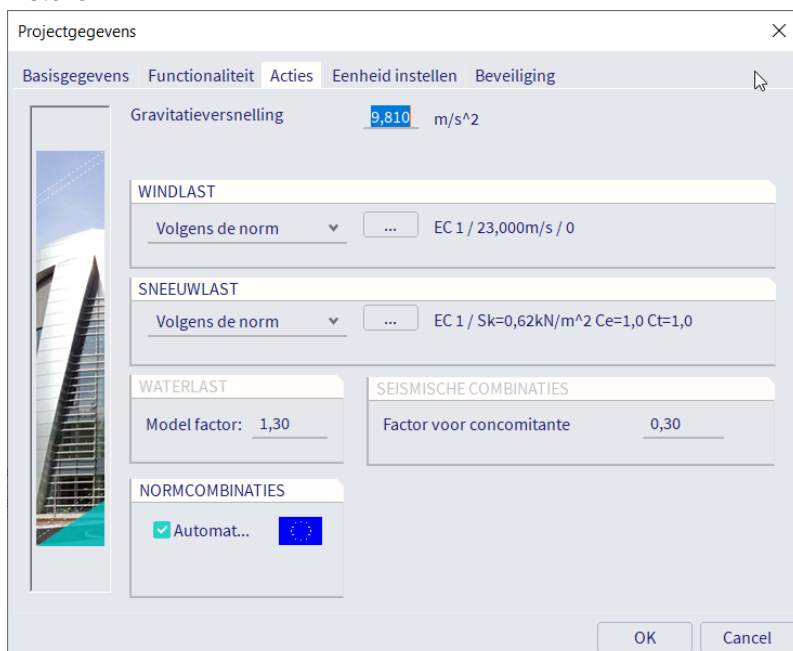 Projectgegevens
Basisgegevens Functionaliteit Acties Eenheid instellen Beveiliging
Gravitatieversnelling 9,810 m/s^2
WINDLAST
Volgens de norm ... EC 1 / 23,000m/s / 0
SNEEUWLAST
Volgens de norm ... EC 1 / Sk=0,62kN/m^2 Ce=1,0 Ct=1,0
WATERLAST SEISMISCHE COMBINATIES
Model factor: 1,30 Factor voor concomitante 0,30
NORMCOMBINATIES
Automat...
OK Cancel